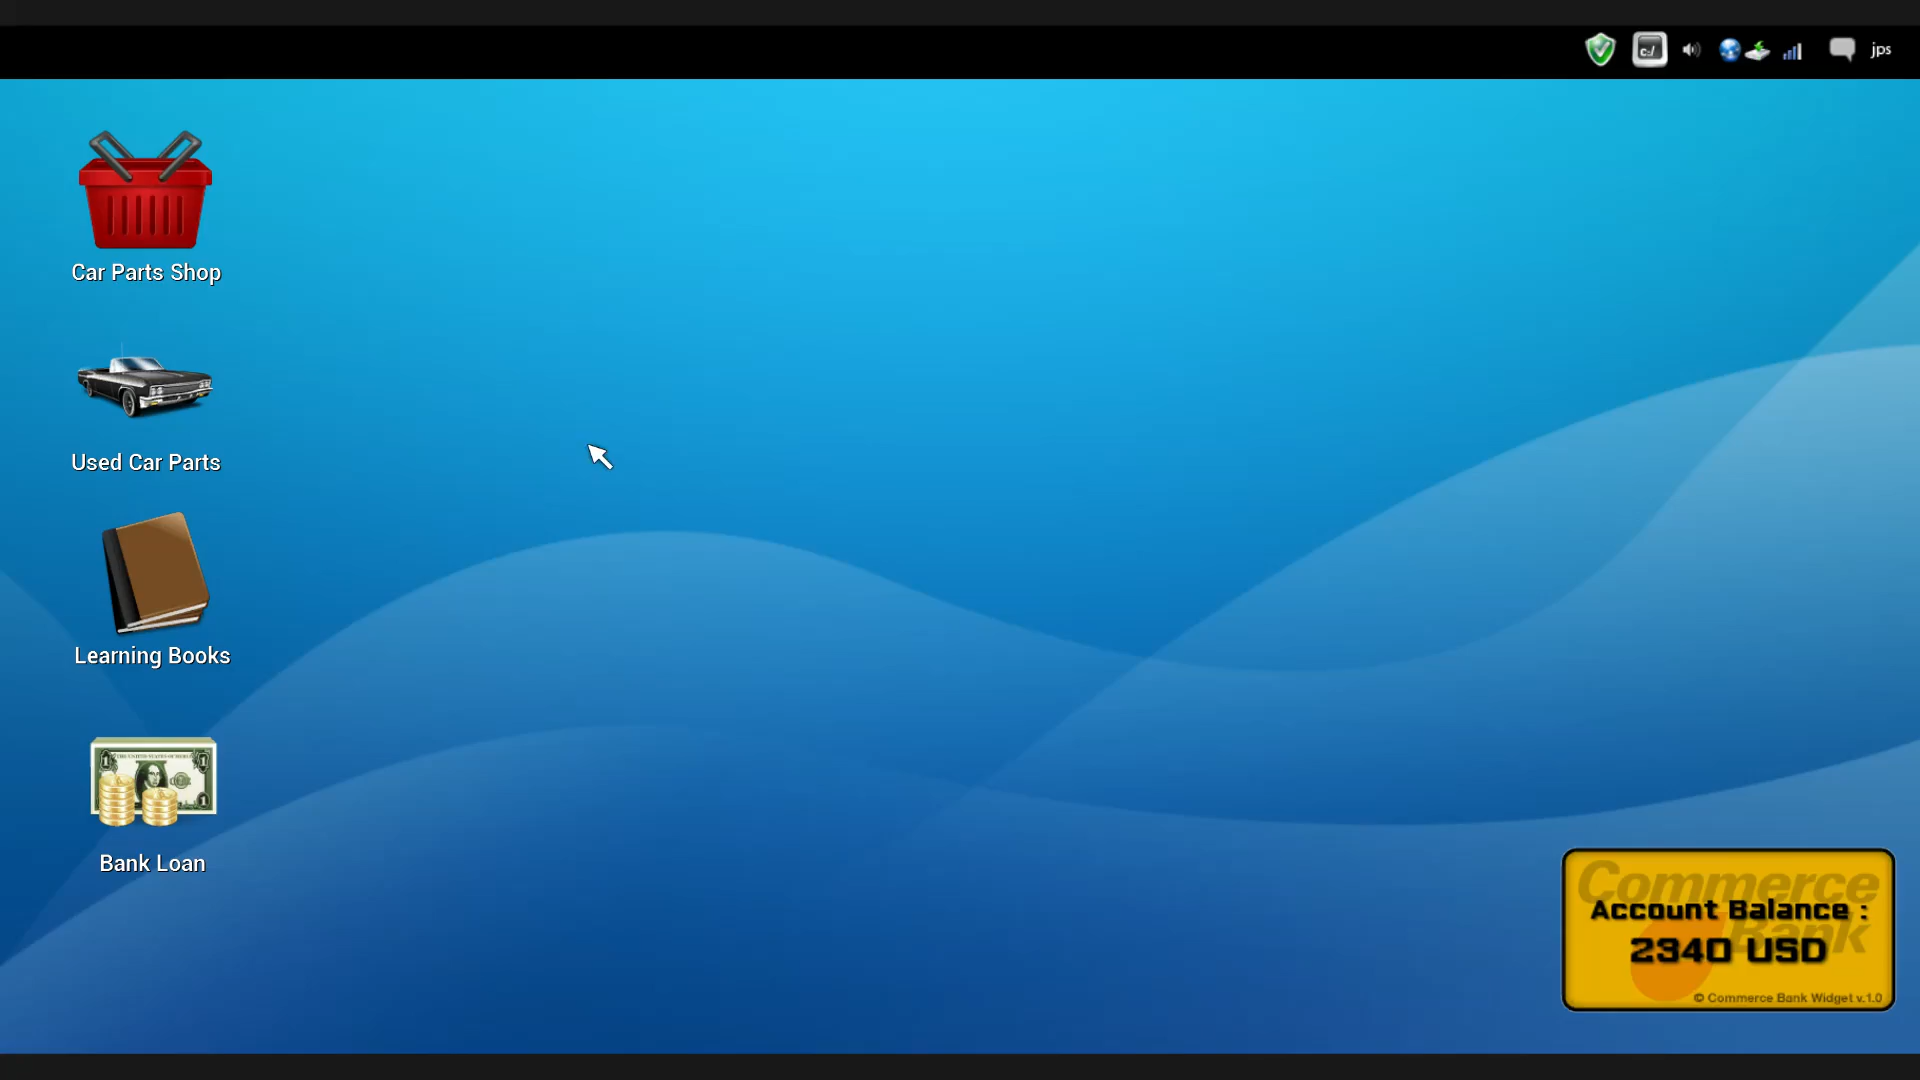 c:/
jps
Car Parts Shop
Used Car Parts
Learning Books
Bank Loan
Commerce
Account Balance :
Bank
2340 USD
© Commerce Bank Widget v.1.0